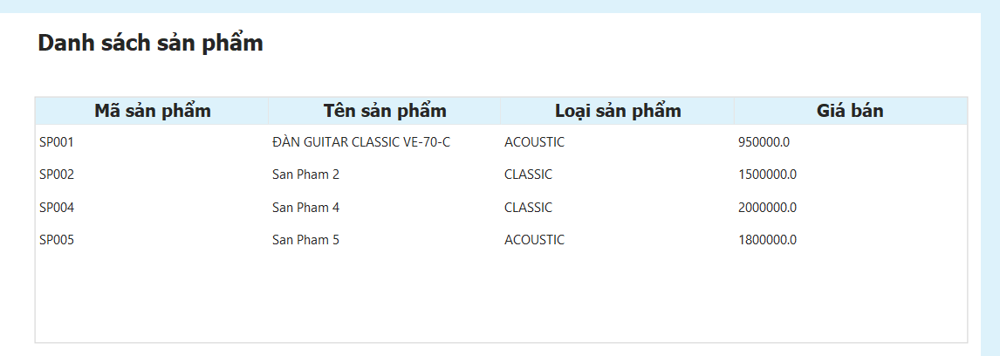 Danh sách sản phẩm
Mã sản phẩm Tên sản phẩm Loại sản phẩm Giá bán
SP001 ĐÀN GUITAR CLASSIC VE-70-C ACOUSTIC 950000.0
SP002 San Pham 2 CLASSIC 1500000.0
SP004 San Pham 4 CLASSIC 2000000.0
SP005 San Pham 5 ACOUSTIC 1800000.0